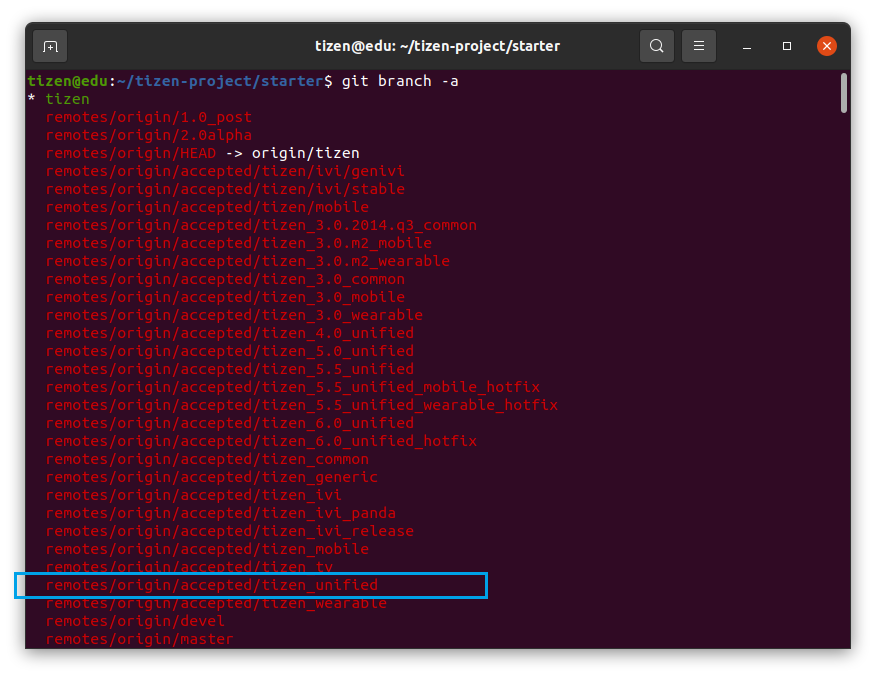 tizen@edu: ~/tizen-project/starter
tizen@edu:~/tizen-project/starter$ git branch -a
* tizen
remotes/origin/1.0_post
remotes/origin/2.0alpha
remotes/origin/HEAD -> origin/tizen
remotes/origin/accepted/tizen/ivi/genivi
remotes/origin/accepted/tizen/ivi/stable
remotes/origin/accepted/tizen/mobile
remotes/origin/accepted/tizen_3.0.2014.q3_common
remotes/origin/accepted/tizen_3.0.m2_mobile
remotes/origin/accepted/tizen_3.0.m2_wearable
remotes/origin/accepted/tizen_3.0_common
remotes/origin/accepted/tizen_3.0_mobile
remotes/origin/accepted/tizen_3.0_wearable
remotes/origin/accepted/tizen_4.0_unified
remotes/origin/accepted/tizen_5.0_unified
remotes/origin/accepted/tizen_5.5_unified
remotes/origin/accepted/tizen_5.5_unified_mobile_hotfix
remotes/origin/accepted/tizen_5.5_unified_wearable_hotfix
remotes/origin/accepted/tizen_6.0_unified
remotes/origin/accepted/tizen_6.0_unified_hotfix
remotes/origin/accepted/tizen_common
remotes/origin/accepted/tizen_generic
remotes/origin/accepted/tizen_ivi
remotes/origin/accepted/tizen_ivi_panda
remotes/origin/accepted/tizen_ivi_release
remotes/origin/accepted/tizen_mobile
remotes/origin/accepted/tizen_tv
remotes/origin/accepted/tizen_unified
remotes/origin/accepted/tizen_wearable
remotes/origin/devel
remotes/origin/master